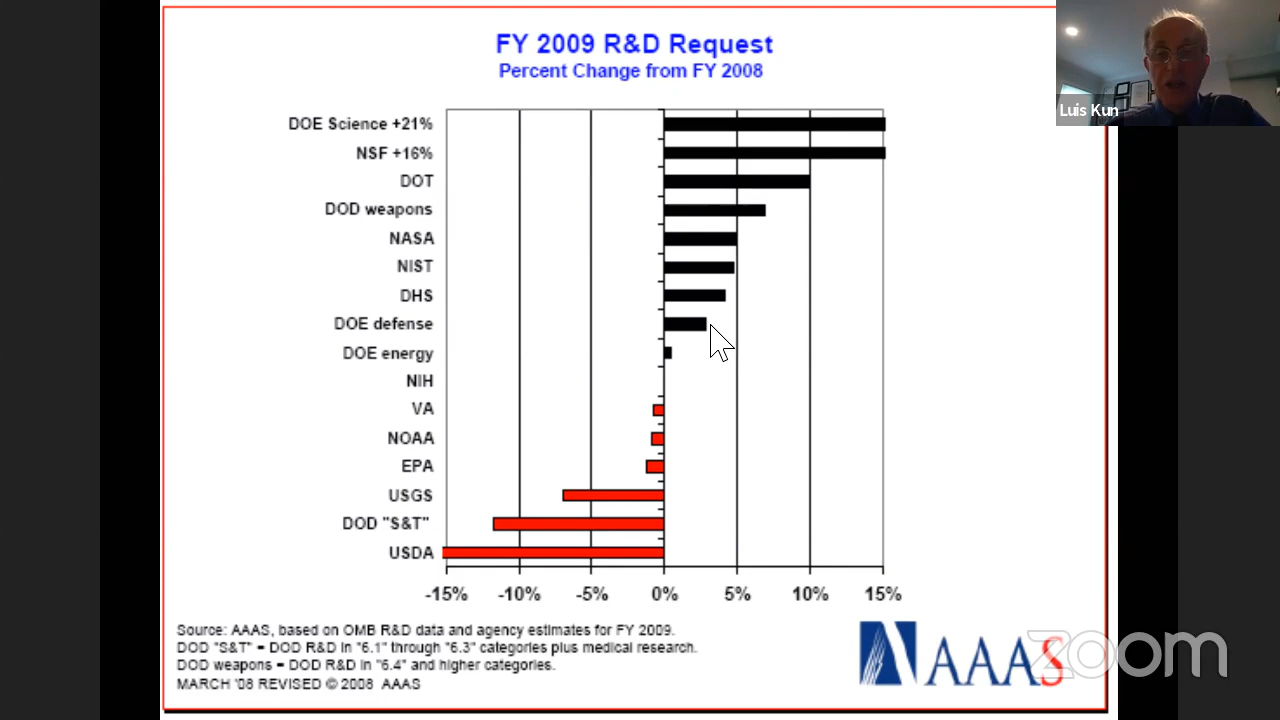 FY 2009 R&D Request
Percent Change from FY 2008
Luis Kun
DOE Science +21%
NSF +16%
DOT
DOD weapons
NASA
NIST
DHS
DOE defense
DOE energy
NIH
VA
NOAA
EPA
USGS
DOD "S&T"
USDA
-15% -10% -5% 0% 5% 10% 15%
Source: AAAS, based on OMB R&D data and agency estimates for FY 2009.
DOD "S&T" = DOD R&D in "6.1" through "6.3" categories plus medical research.
DOD weapons = DOD R&D in "6.4" and higher categories.
MARCH '08 REVISED © 2008 AAAS
AAAS
zoom